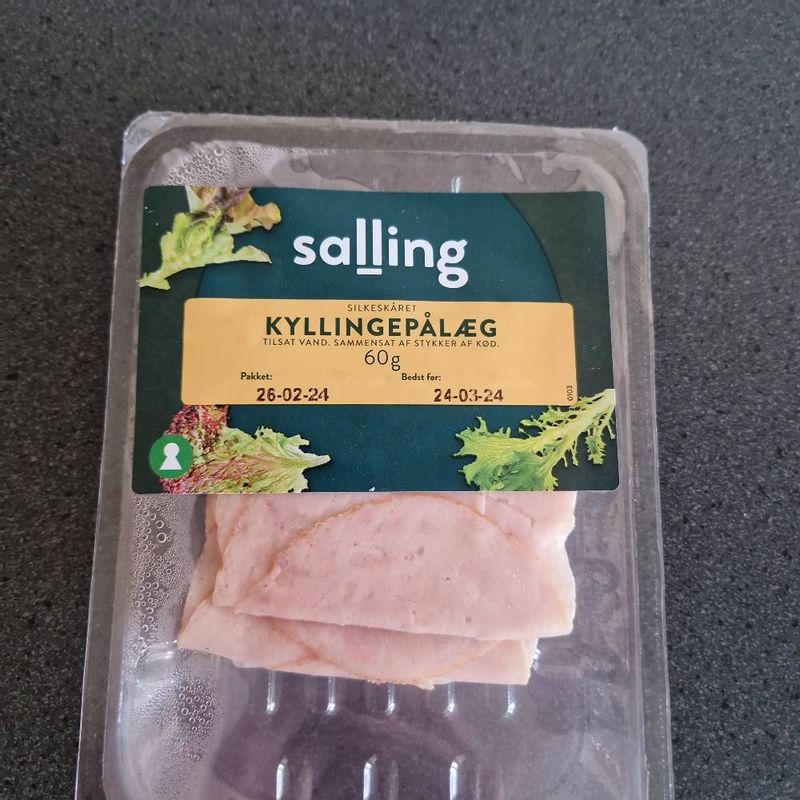 salling
SILKESKÅRET
KYLLINGEPÅLÆG
TILSAT VAND. SAMMENSAT AF STYKKER AF KØD.
60g
Pakket: Bedst før:
26-02-24 24-03-24
0103